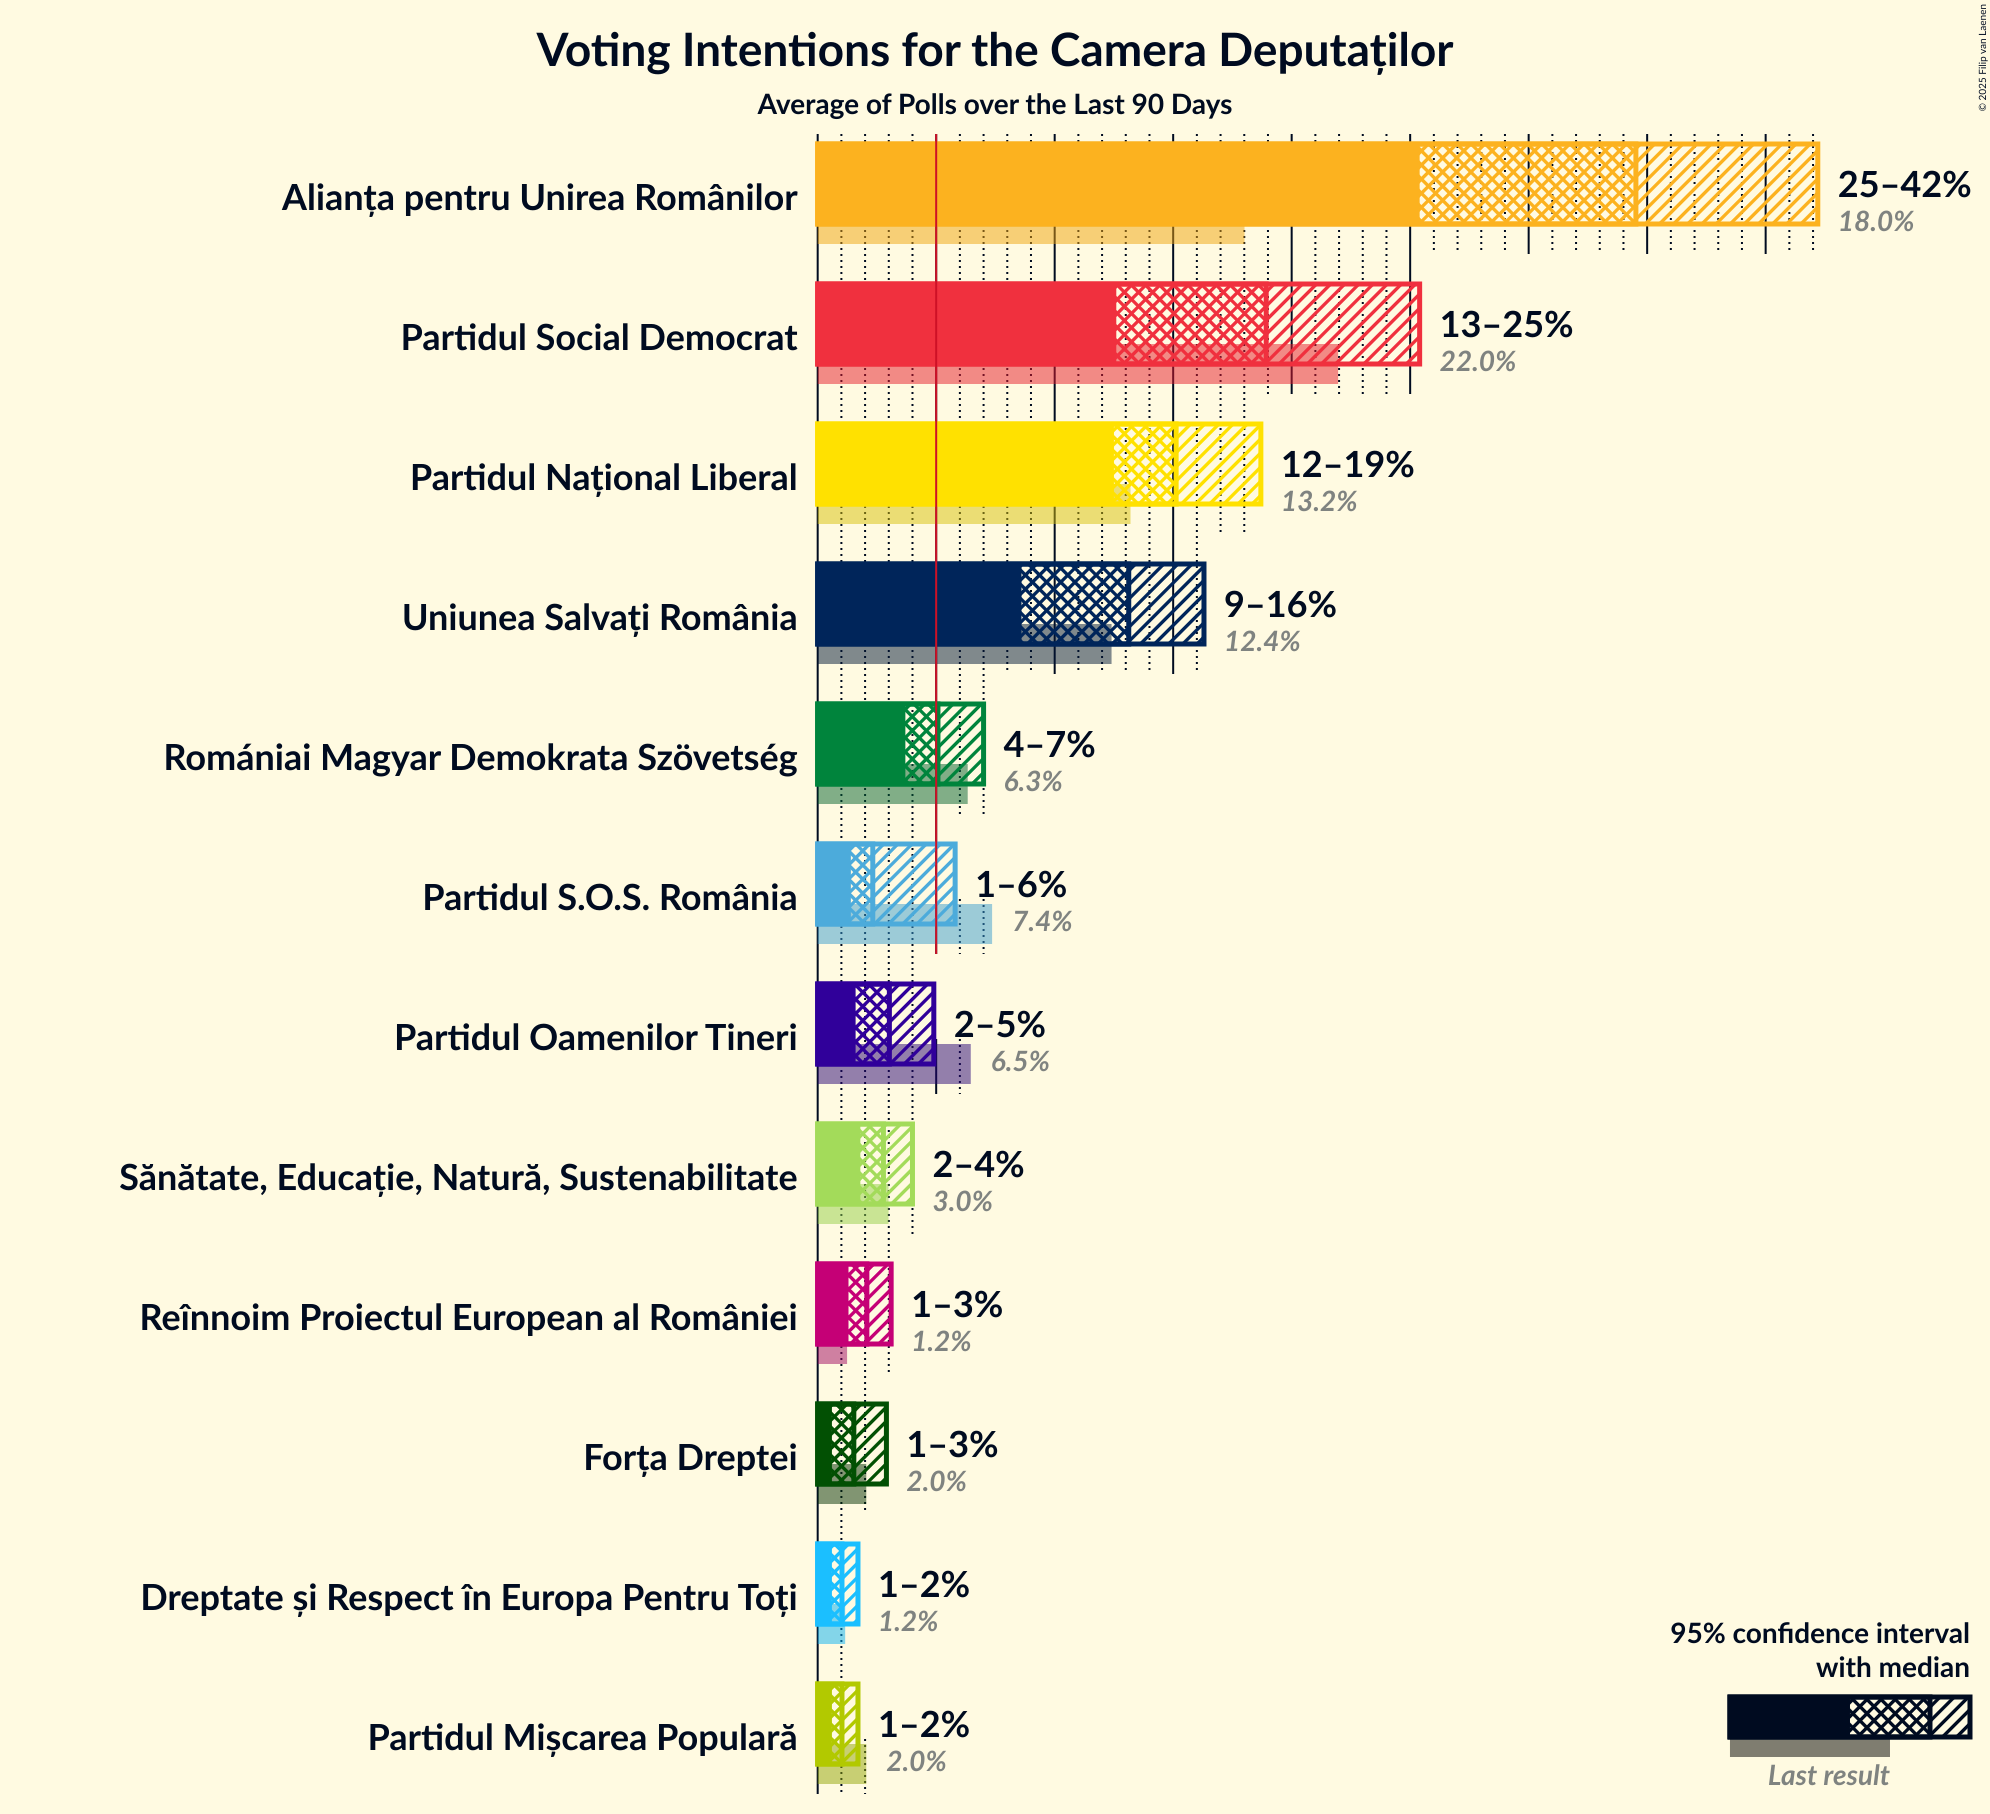 Voting Intentions for the Camera Deputaților
Average of Polls over the Last 90 Days
© 2025 Filip van Laenen
Alianța pentru Unirea Românilor
25–42%
18.0%
Partidul Social Democrat
13–25%
22.0%
Partidul Național Liberal
12–19%
13.2%
Uniunea Salvați România
9–16%
12.4%
Romániai Magyar Demokrata Szövetség
4–7%
6.3%
Partidul S.O.S. România
1–6%
7.4%
Partidul Oamenilor Tineri
2–5%
6.5%
Sănătate, Educație, Natură, Sustenabilitate
2–4%
3.0%
Reînnoim Proiectul European al României
1–3%
1.2%
Forța Dreptei
1–3%
2.0%
Dreptate și Respect în Europa Pentru Toți
1–2%
1.2%
Partidul Mișcarea Populară
1–2%
2.0%
95% confidence interval
with median
Last result